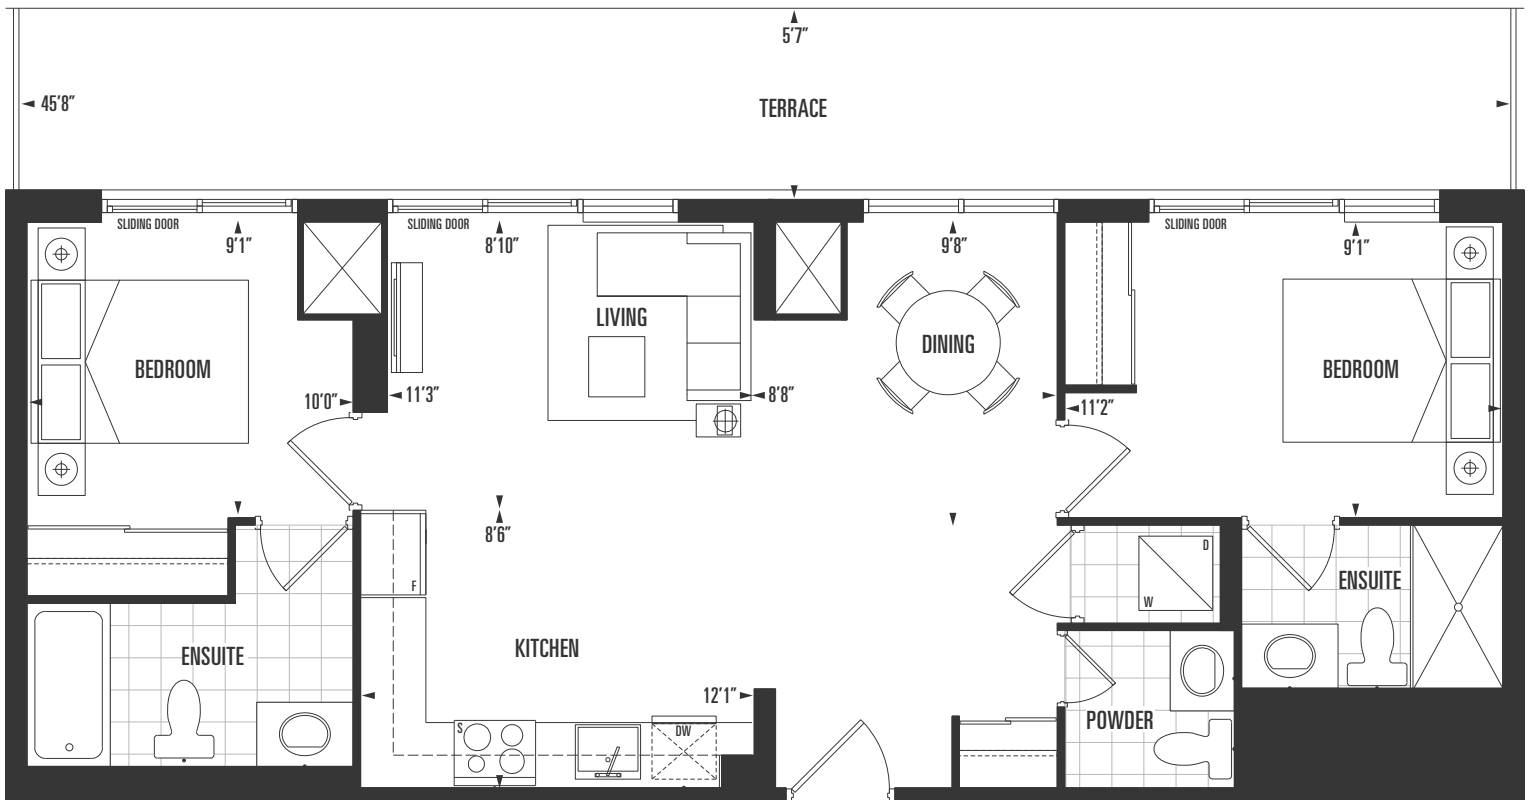 5'7"
45'8"
TERRACE
SLIDING DOOR
SLIDING DOOR
SLIDING DOOR
9'1"
8'10"
9'8"
9'1"
LIVING
DINING
BEDROOM
BEDROOM
10'0"
11'3"
8'8"
11'2"
8'6"
D
F
W
ENSUITE
KITCHEN
ENSUITE
12'1"
POWDER
S
DW